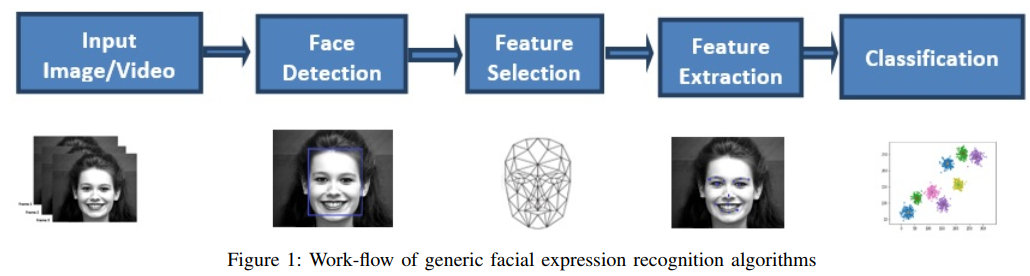 Input
Image/Video
Face
Detection
Feature
Selection
Feature
Extraction
Classification
Frame 1
Frame 2
Frame 3
Figure 1: Work-flow of generic facial expression recognition algorithms